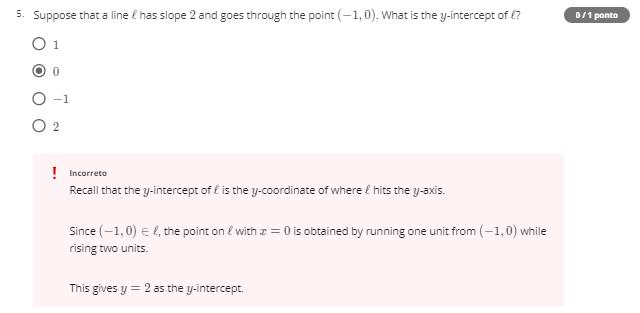 5. Suppose that a line ℓ has slope 2 and goes through the point (−1, 0). What is the y-intercept of ℓ?
0 / 1 ponto
1
0
−1
2
! Incorreto
Recall that the y-intercept of ℓ is the y-coordinate of where ℓ hits the y-axis.
Since (−1, 0) ∈ ℓ, the point on ℓ with x = 0 is obtained by running one unit from (−1, 0) while
rising two units.
This gives y = 2 as the y-intercept.